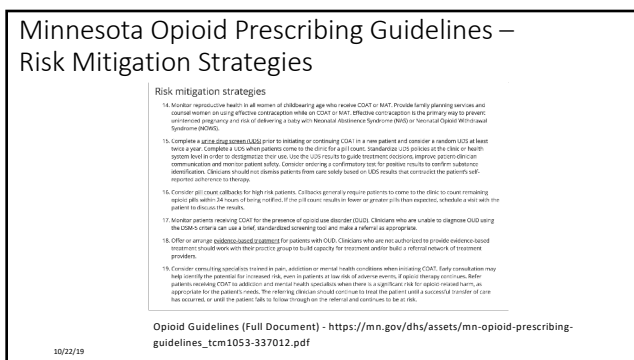 Minnesota Opioid Prescribing Guidelines –
Risk Mitigation Strategies
Risk mitigation strategies
14. Monitor reproductive health in all women of childbearing age who receive COAT or MAT. Provide family planning services and
counsel women on using effective contraception while on COAT or MAT. Effective contraception is the primary way to prevent
unintended pregnancy and risk of delivering a baby with Neonatal Abstinence Syndrome (NAS) or Neonatal Opioid Withdrawal
Syndrome (NOWS).
15. Complete a urine drug screen (UDS) prior to initiating or continuing COAT in a new patient and consider a random UDS at least
twice a year. Complete a UDS when patients come to the clinic for a pill count. Standardize UDS policies at the clinic or health
system level in order to destigmatize their use. Use the UDS results to guide treatment decisions, improve patient-clinician
communication and monitor patient safety. Consider ordering a confirmatory test for positive results to confirm substance
identification. Clinicians should not dismiss patients from care solely based on UDS results that contradict the patient's self-
reported adherence to therapy.
16. Consider pill count callbacks for high risk patients. Callbacks generally require patients to come to the clinic to count remaining
opioid pills within 24 hours of being notified. If the pill count results in fewer or greater pills than expected, schedule a visit with the
patient to discuss the results.
17. Monitor patients receiving COAT for the presence of opioid use disorder (OUD). Clinicians who are unable to diagnose OUD using
the DSM-5 criteria can use a brief, standardized screening tool and make a referral as appropriate.
18. Offer or arrange evidence-based treatment for patients with OUD. Clinicians who are not authorized to provide evidence-based
treatment should work with their practice group to build capacity for treatment and/or build a referral network of treatment
providers.
19. Consider consulting specialists trained in pain, addiction or mental health conditions when initiating COAT. Early consultation may
help identify the potential for increased risk, even in patients at low risk of adverse events, if opioid therapy continues. Refer
patients receiving COAT to addiction and mental health specialists when there is a significant risk for opioid-related harm, as
appropriate for the patient's needs. The referring clinician should continue to treat the patient until a successful transfer of care
has occurred, or until the patient fails to follow through on the referral and continues to be at risk.
Opioid Guidelines (Full Document) - https://mn.gov/dhs/assets/mn-opioid-prescribing-
guidelines_tcm1053-337012.pdf
10/22/19